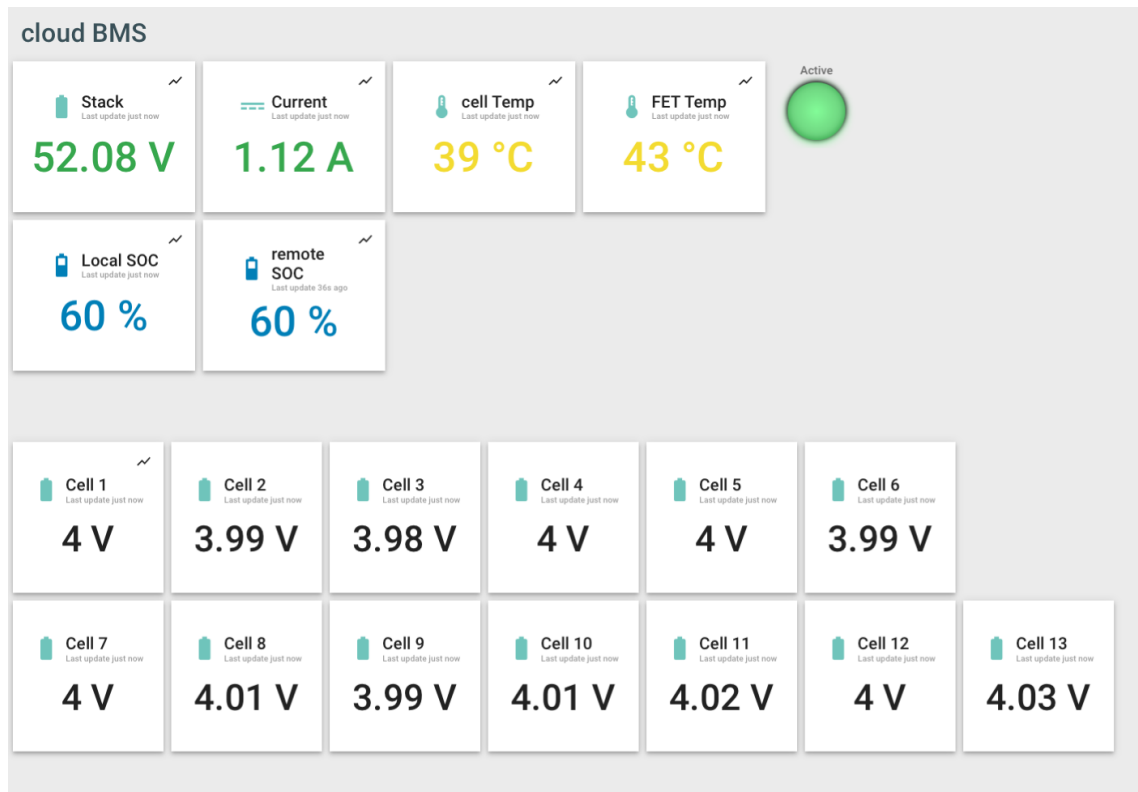 cloud BMS
Stack
Last update just now
52.08 V
Current
Last update just now
1.12 A
cell Temp
Last update just now
39 °C
FET Temp
Last update just now
43 °C
Active
Local SOC
Last update just now
60 %
remote
SOC
Last update 36s ago
60 %
Cell 1
Last update just now
4 V
Cell 2
Last update just now
3.99 V
Cell 3
Last update just now
3.98 V
Cell 4
Last update just now
4 V
Cell 5
Last update just now
4 V
Cell 6
Last update just now
3.99 V
Cell 7
Last update just now
4 V
Cell 8
Last update just now
4.01 V
Cell 9
Last update just now
3.99 V
Cell 10
Last update just now
4.01 V
Cell 11
Last update just now
4.02 V
Cell 12
Last update just now
4 V
Cell 13
Last update just now
4.03 V